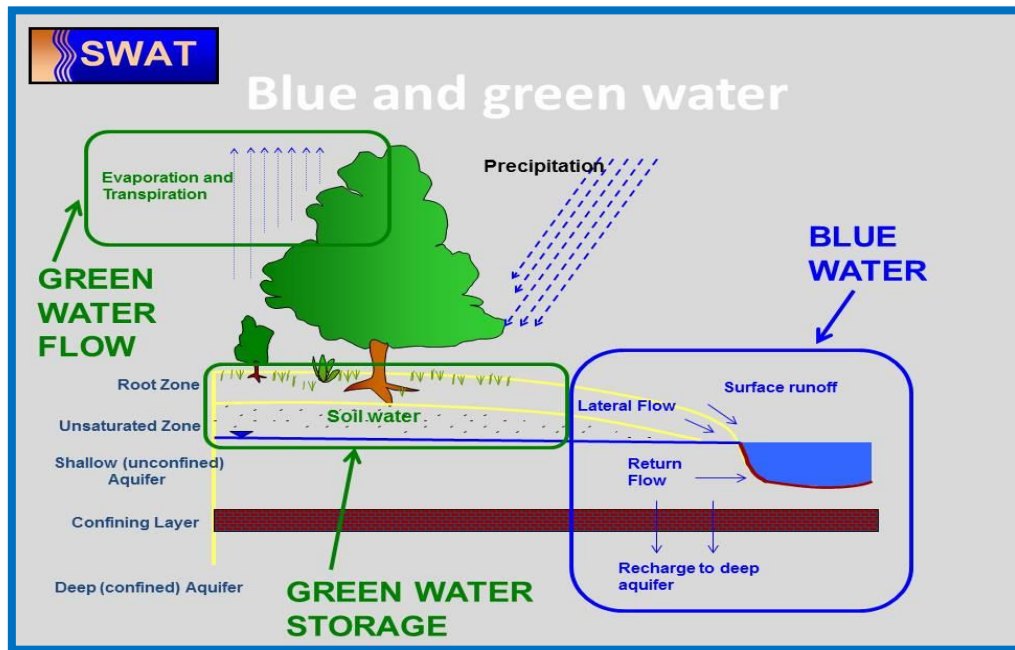 SWAT
Blue and green water
Evaporation and
Transpiration
Precipitation
BLUE
WATER
GREEN
WATER
FLOW
Root Zone
Surface runoff
Lateral Flow
Soil water
Unsaturated Zone
Shallow (unconfined)
Aquifer
Return
Flow
Confining Layer
Recharge to deep
aquifer
Deep (confined) Aquifer
GREEN WATER
STORAGE